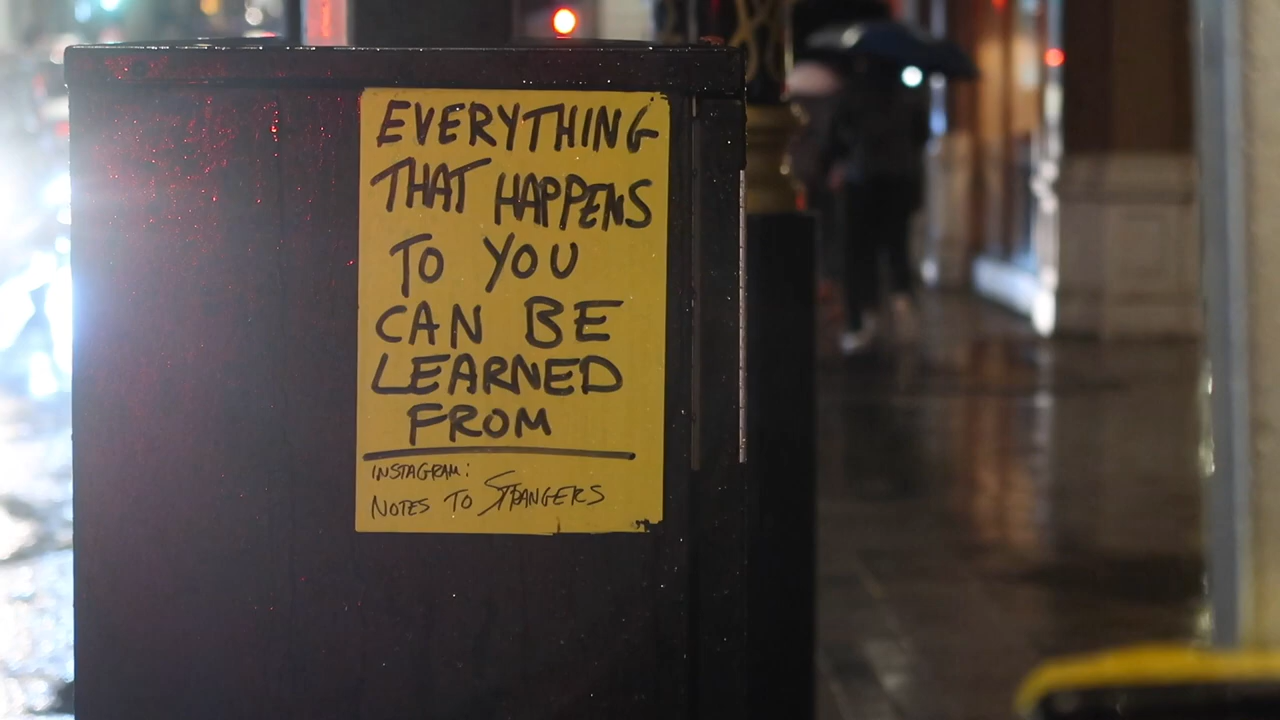 EVERYTHING
THAT HAPPENS
TO YOU
CAN BE
LEARNED
FROM
INSTAGRAM:
NOTES TO STRANGERS